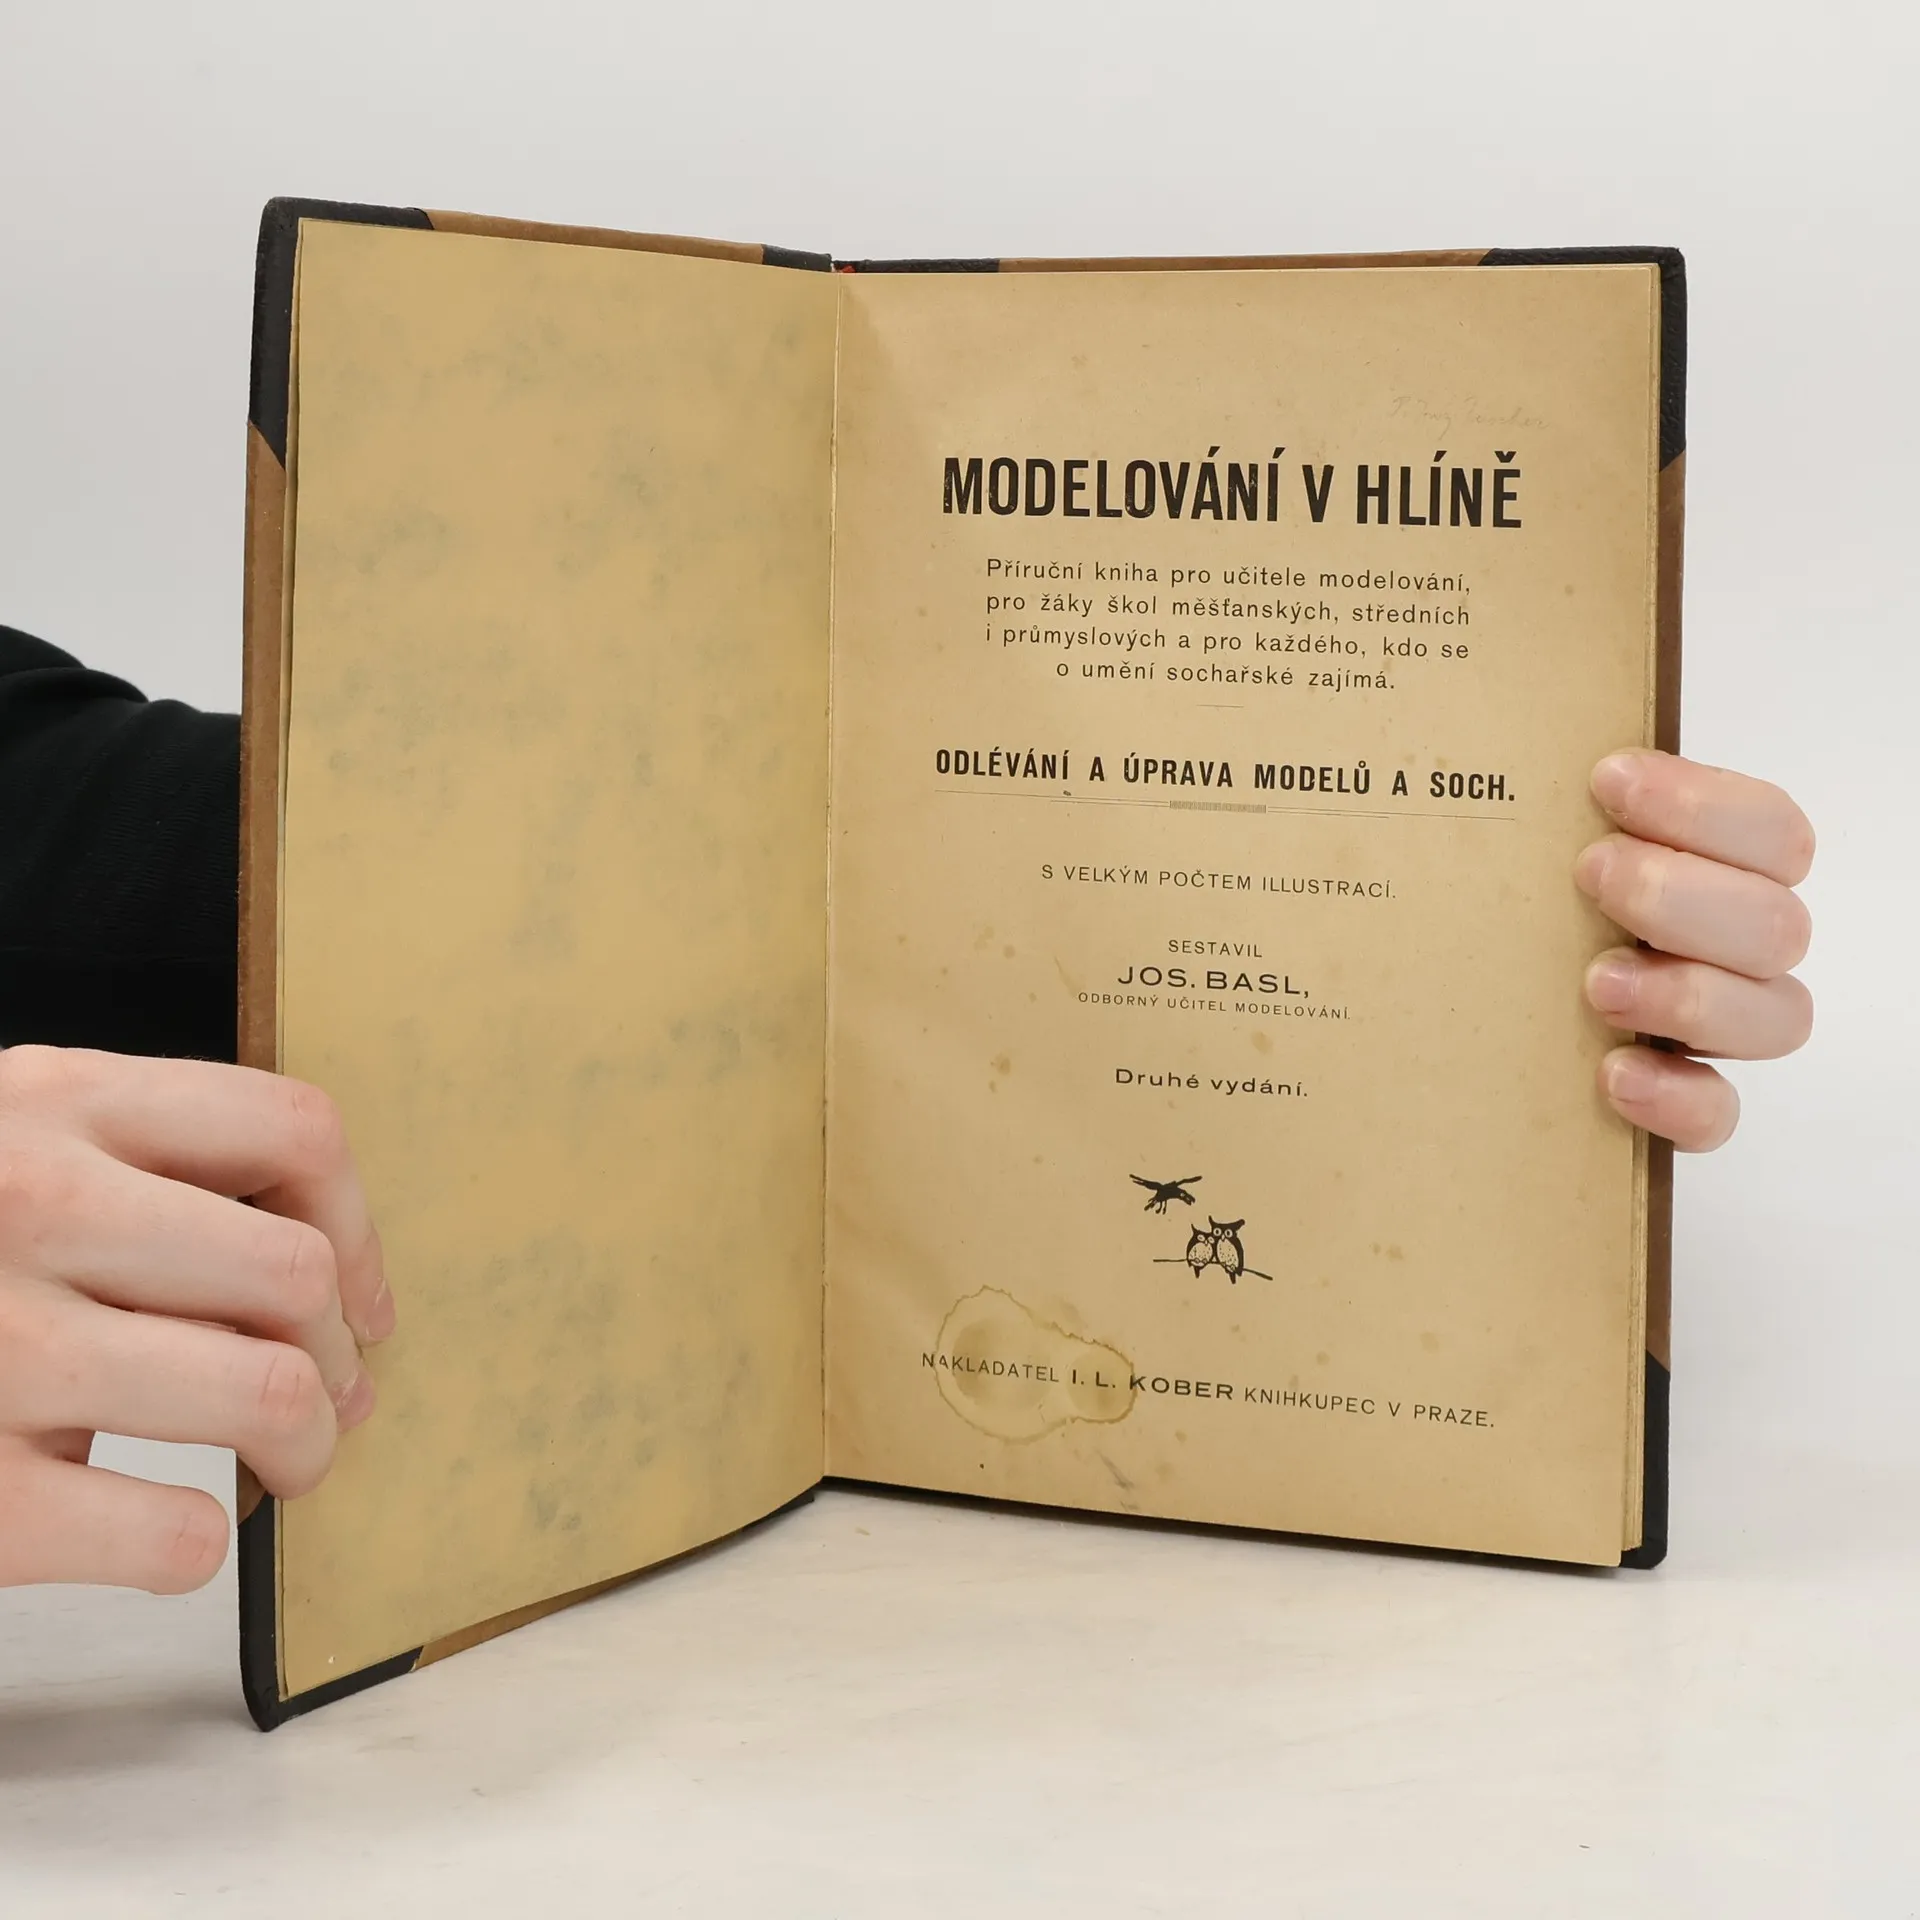 MODELOVÁNÍ V HLÍNĚ
Příruční kniha pro učitele modelování,
pro žáky škol měšťanských, středních
i průmyslových a pro každého, kdo se
o umění sochařské zajímá.
ODLÉVÁNÍ A ÚPRAVA MODELŮ A SOCH.
S VELKÝM POČTEM ILLUSTRACÍ.
SESTAVIL
JOS. BASL,
ODBORNÝ UČITEL MODELOVÁNÍ.
Druhé vydání.
NAKLADATEL I. L. KOBER KNIHKUPEC V PRAZE.